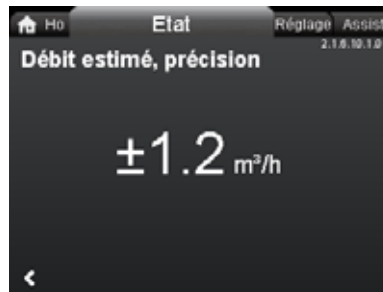 Ho Etat Réglage Assist
2.1.6.10.1.0
Débit estimé, précision
±1.2 m³/h